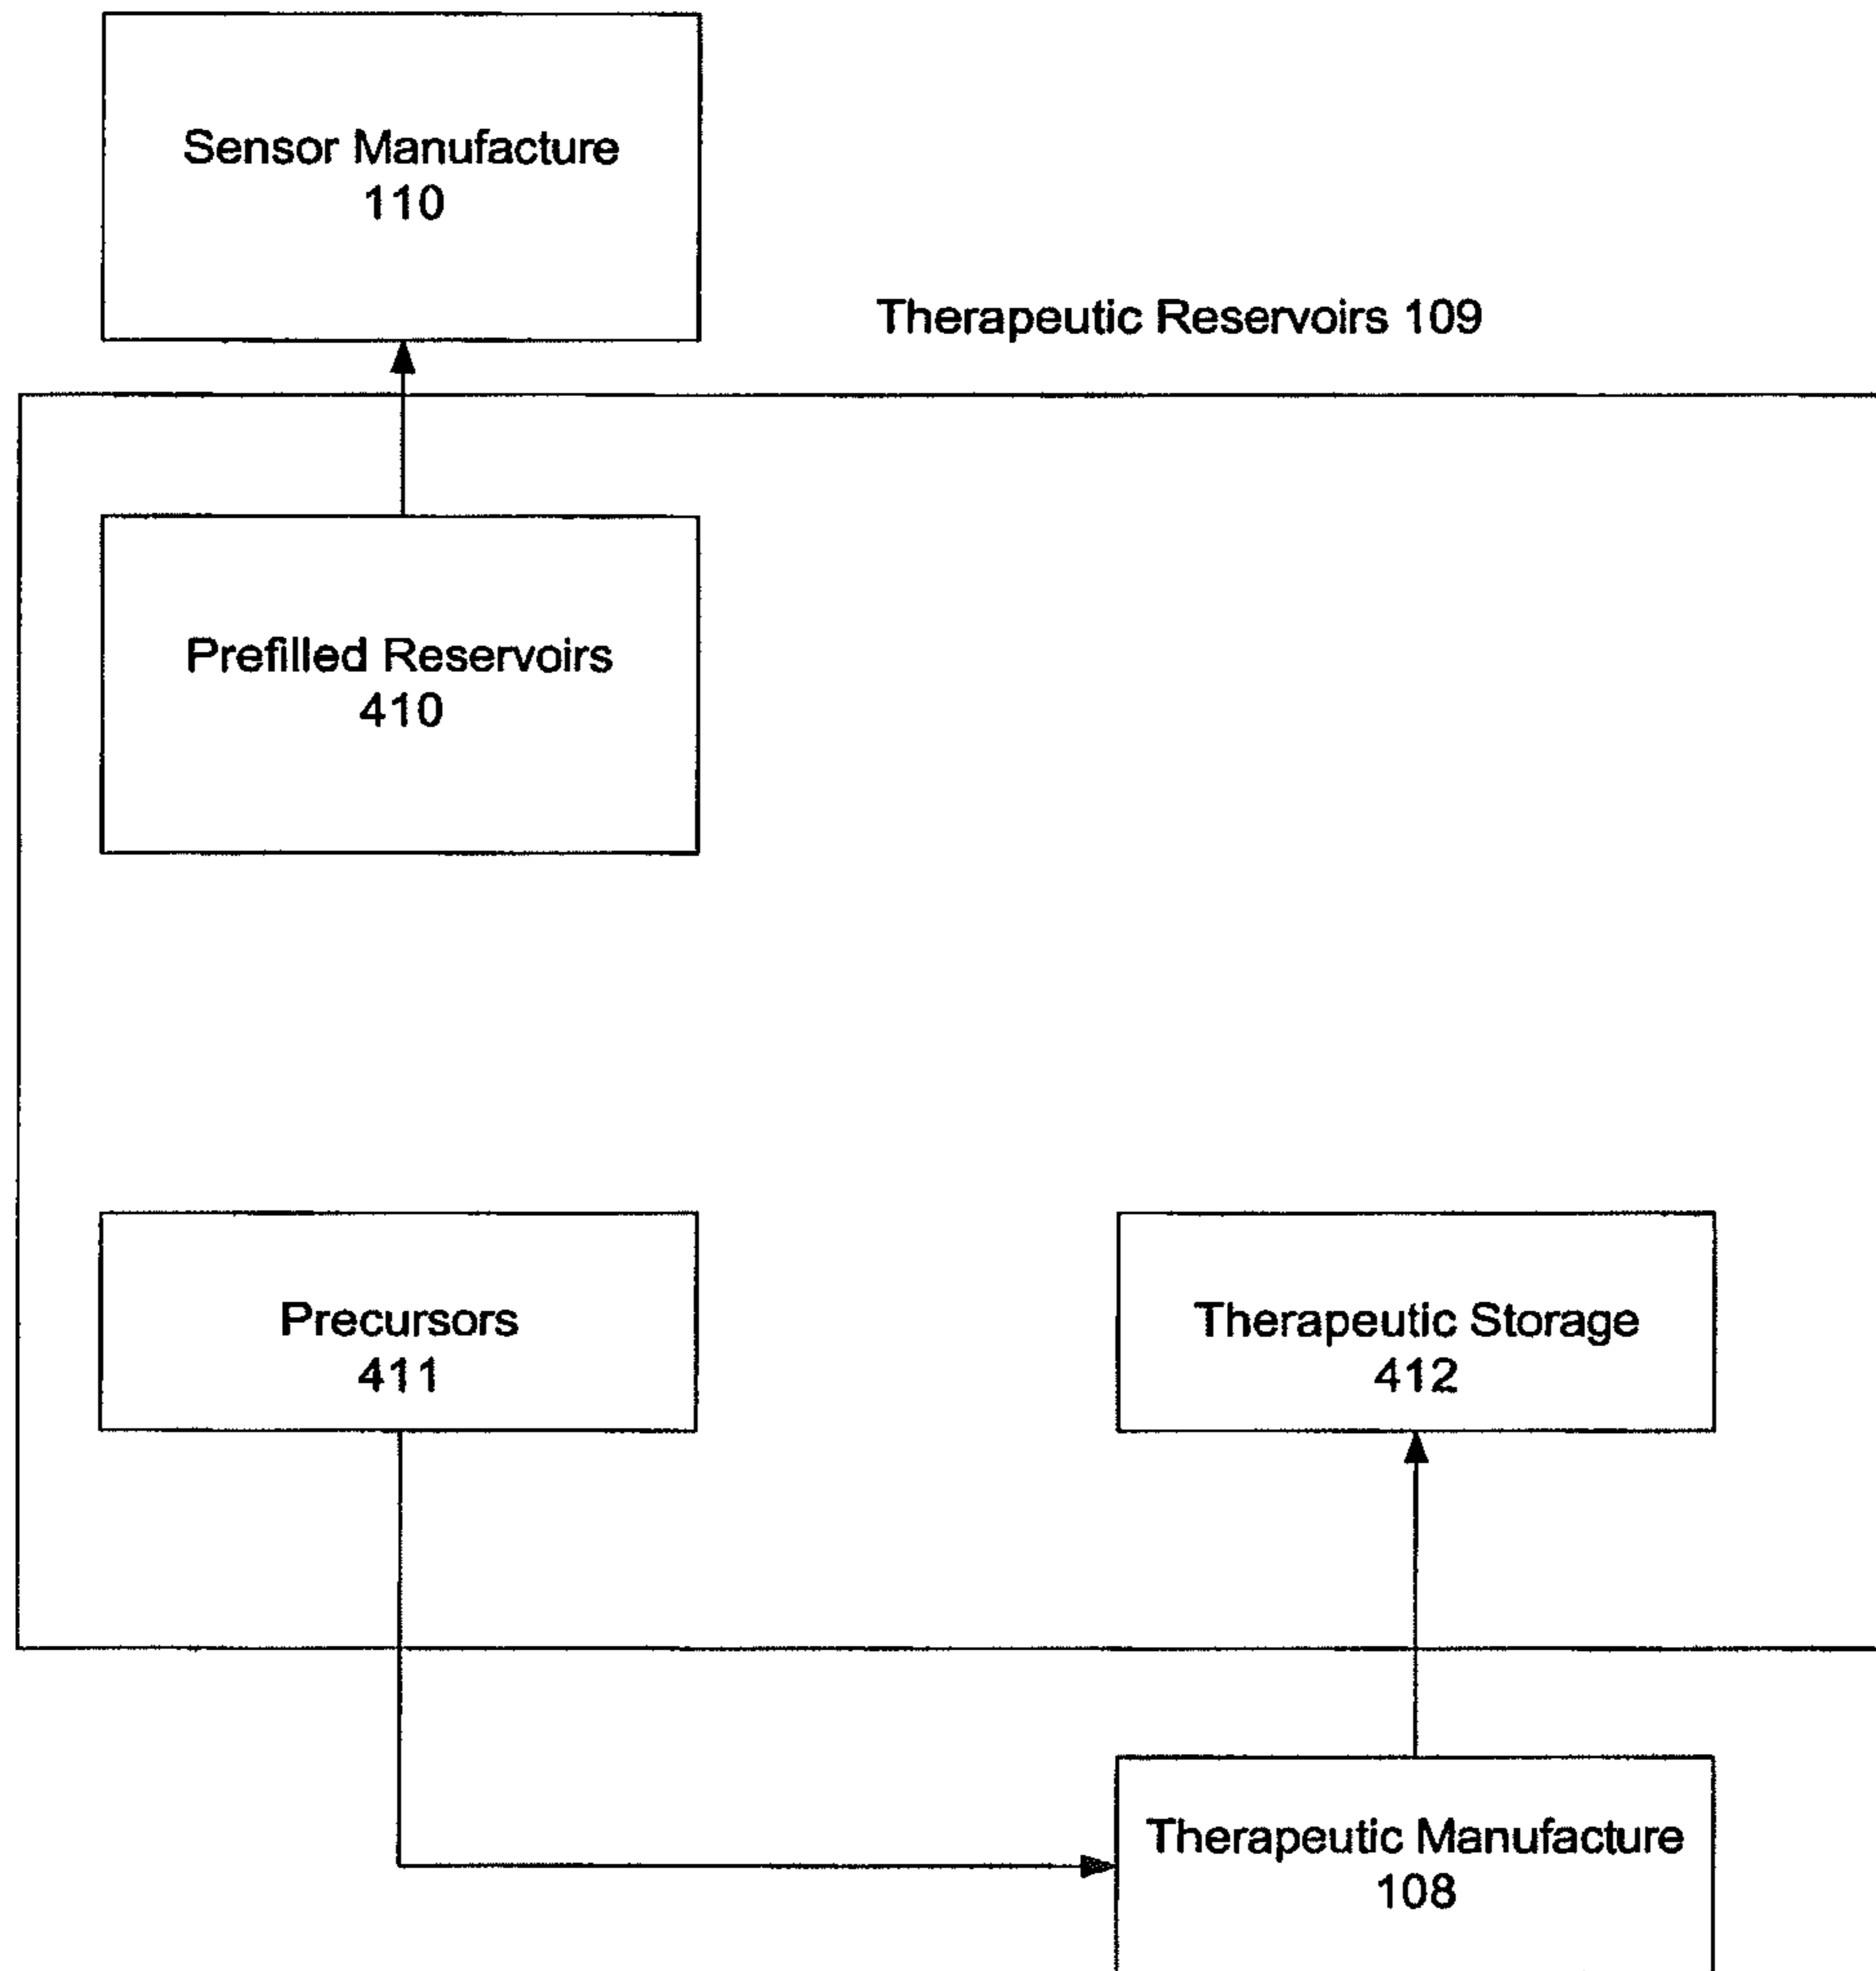 Sensor Manufacture
110
Therapeutic Reservoirs 109
Prefilled Reservoirs
410
Precursors
411
Therapeutic Storage
412
Therapeutic Manufacture
108